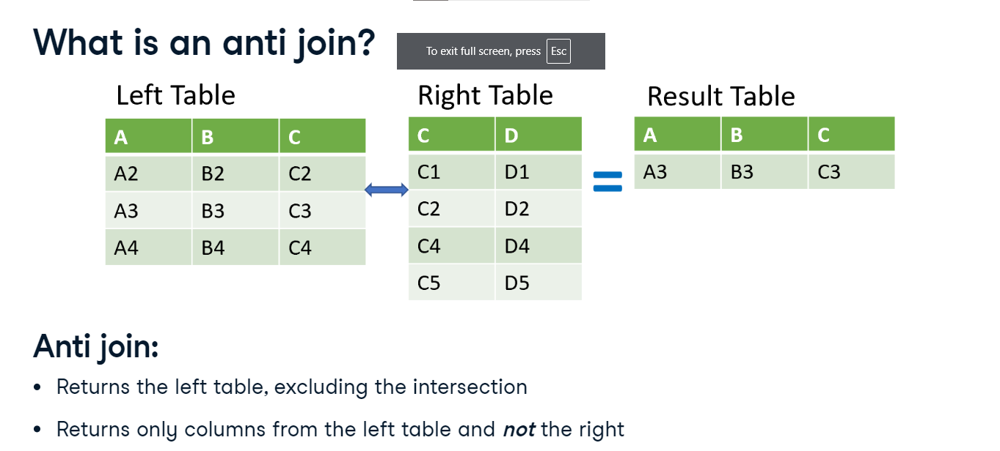 What is an anti join?
To exit full screen, press Esc
Left Table
Right Table
Result Table
A B C
A2 B2 C2
A3 B3 C3
A4 B4 C4
C D
C1 D1
C2 D2
C4 D4
C5 D5
A B C
A3 B3 C3
Anti join:
• Returns the left table, excluding the intersection
• Returns only columns from the left table and not the right